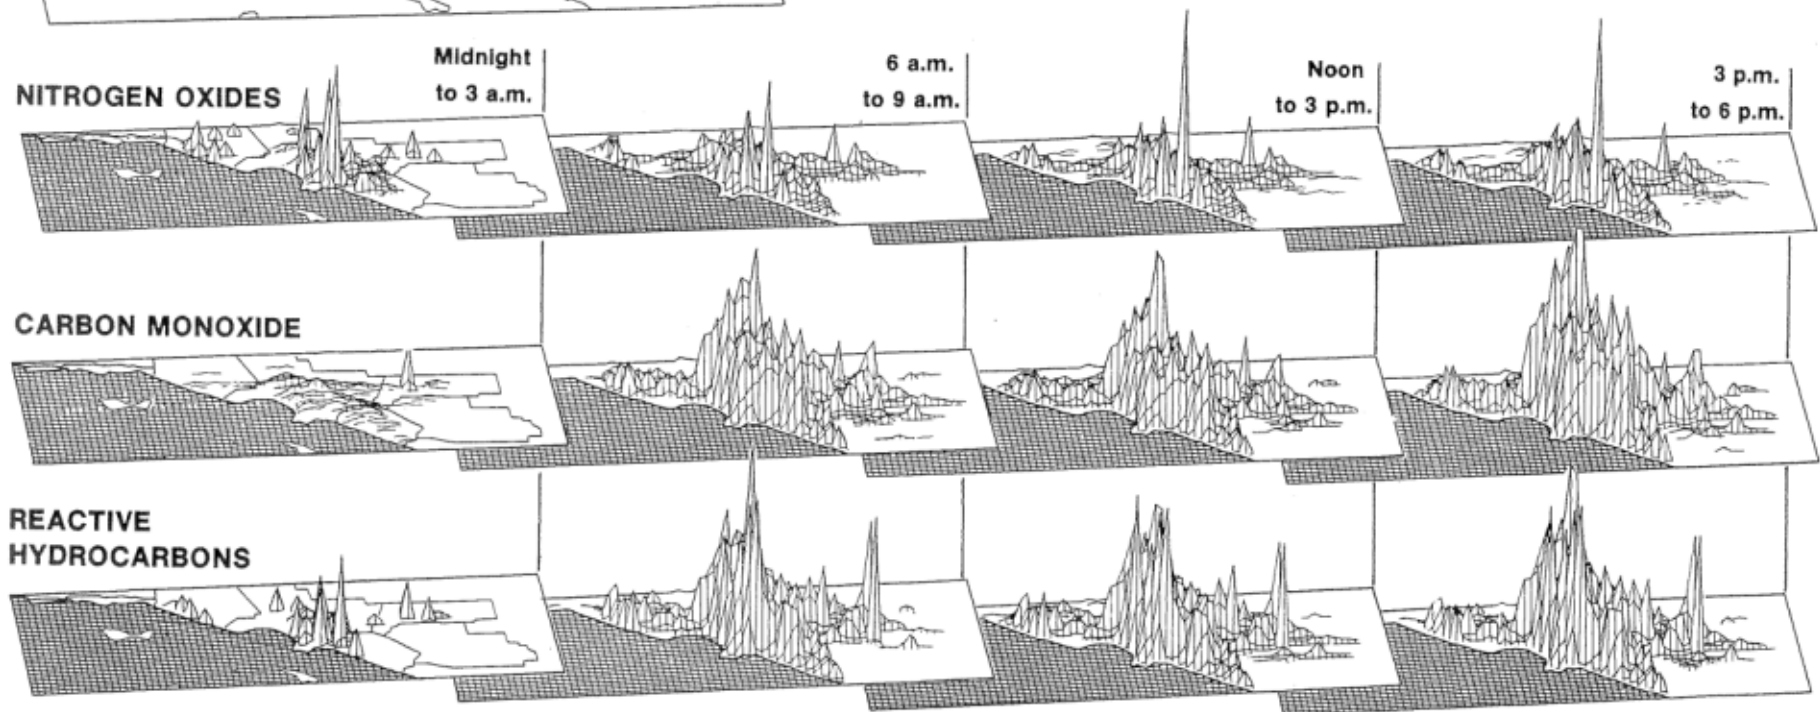 Midnight
to 3 a.m.
6 a.m.
to 9 a.m.
Noon
to 3 p.m.
3 p.m.
to 6 p.m.
NITROGEN OXIDES
CARBON MONOXIDE
REACTIVE
HYDROCARBONS